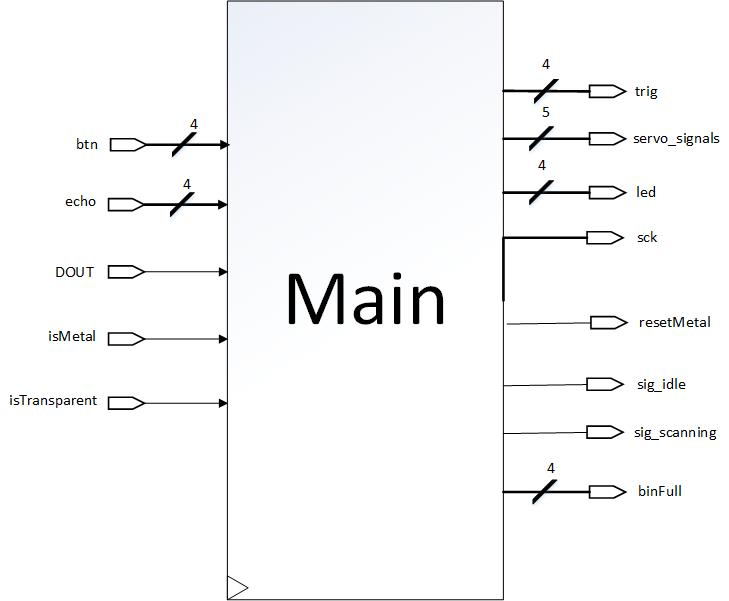 4
btn
4
echo
DOUT
isMetal
isTransparent
Main
4
trig
5
servo_signals
4
led
sck
resetMetal
sig_idle
sig_scanning
4
binFull